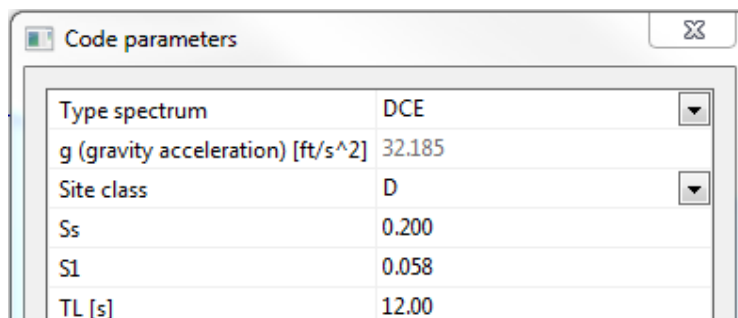 Code parameters
Type spectrum DCE
g (gravity acceleration) [ft/s^2] 32.185
Site class D
Ss 0.200
S1 0.058
TL [s] 12.00